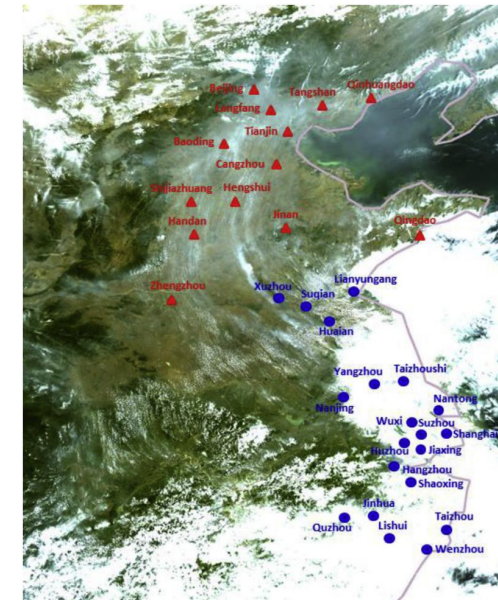 Beijing
Qinhuangdao
Tangshan
Langfang
Tianjin
Baoding
Cangzhou
Shijiazhuang
Hengshui
Handan
Jinan
Qingdao
Zhengzhou
Xuzhou
Suqian
Lianyungang
Huaian
Yangzhou
Taizhoushi
Nanjing
Nantong
Wuxi
Suzhou
Shanghai
Huzhou
Jiaxing
Hangzhou
Shaoxing
Jinhua
Quzhou
Lishui
Taizhou
Wenzhou